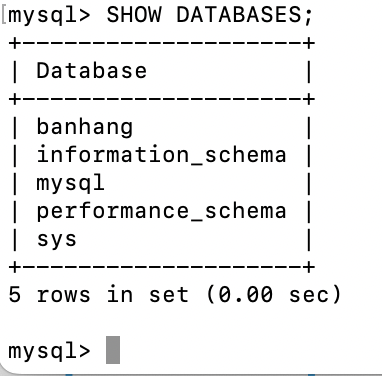 [mysql> SHOW DATABASES;
+--------------------+
| Database           |
+--------------------+
| banhang            |
| information_schema |
| mysql              |
| performance_schema |
| sys                |
+--------------------+
5 rows in set (0.00 sec)
mysql>